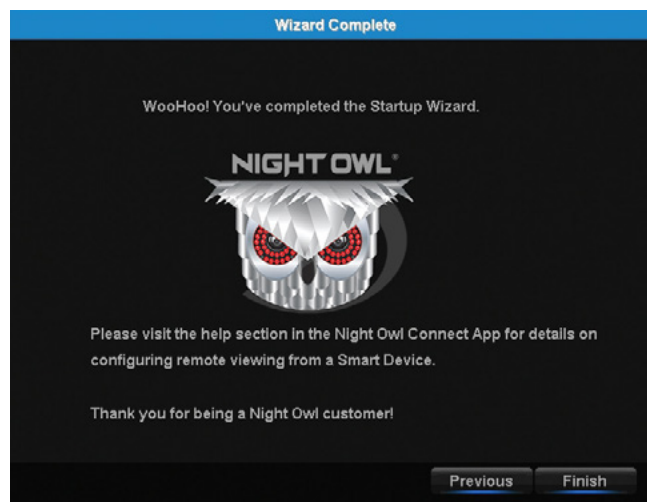 Wizard Complete
WooHoo! You've completed the Startup Wizard.
NIGHT OWL®
Please visit the help section in the Night Owl Connect App for details on
configuring remote viewing from a Smart Device.
Thank you for being a Night Owl customer!
Previous Finish